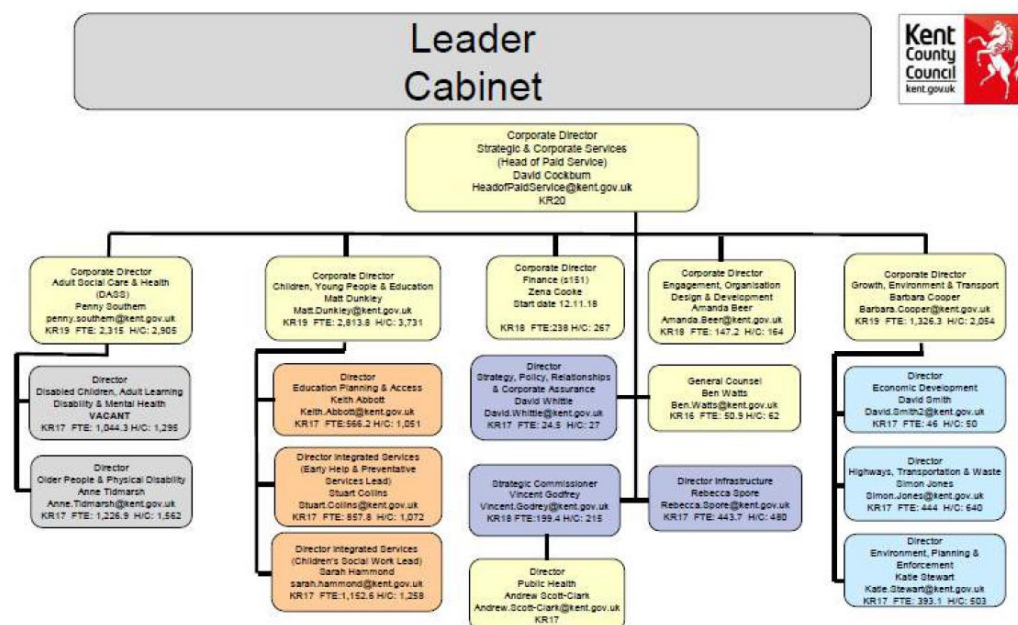 Leader
Cabinet
Kent
County
Council
kent.gov.uk
Corporate Director
Strategic & Corporate Services
(Head of Paid Service)
David Cockburn
HeadofPaidService@kent.gov.uk
KR20
Corporate Director
Adult Social Care & Health
(DASS)
Penny Southern
penny.southern@kent.gov.uk
KR19 FTE: 2,315 H/C: 2,905
Corporate Director
Children, Young People & Education
Matt Dunkley
Matt.Dunkley@kent.gov.uk
KR19 FTE: 2,813.8 H/C: 3,731
Corporate Director
Finance (s151)
Zena Cooke
Start date 12.11.18
KR18 FTE:238 H/C: 267
Corporate Director
Engagement, Organisation
Design & Development
Amanda Beer
Amanda.Beer@kent.gov.uk
KR18 FTE: 147.2 H/C: 164
Corporate Director
Growth, Environment & Transport
Barbara Cooper
Barbara.Cooper@kent.gov.uk
KR19 FTE: 1,326.3 H/C: 2,054
Director
Disabled Children, Adult Learning
Disability & Mental Health
VACANT
KR17 FTE: 1,044.3 H/C: 1,295
Director
Education Planning & Access
Keith Abbott
Keith.Abbott@kent.gov.uk
KR17 FTE:566.2 H/C: 1,051
Director
Strategy, Policy, Relationships
& Corporate Assurance
David Whittle
David.Whittle@kent.gov.uk
KR17 FTE: 24.5 H/C: 27
General Counsel
Ben Watts
Ben.Watts@kent.gov.uk
KR16 FTE: 50.9 H/C: 62
Director
Economic Development
David Smith
David.Smith2@kent.gov.uk
KR17 FTE: 46 H/C: 50
Director
Older People & Physical Disability
Anne Tidmarsh
Anne.Tidmarsh@kent.gov.uk
KR17 FTE: 1,226.9 H/C: 1,562
Director Integrated Services
(Early Help & Preventative
Services Lead)
Stuart Collins
Stuart.Collins@kent.gov.uk
KR17 FTE: 857.8 H/C: 1,072
Strategic Commissioner
Vincent Godfrey
Vincent.Godrey@kent.gov.uk
KR18 FTE:199.4 H/C: 215
Director Infrastructure
Rebecca Spore
Rebecca.Spore@kent.gov.uk
KR17 FTE: 443.7 H/C: 480
Director
Highways, Transportation & Waste
Simon Jones
Simon.Jones@kent.gov.uk
KR17 FTE: 444 H/C: 640
Director Integrated Services
(Children's Social Work Lead)
Sarah Hammond
sarah.hammond@kent.gov.uk
KR17 FTE:1,152.6 H/C: 1,258
Director
Public Health
Andrew Scott-Clark
Andrew.Scott-Clark@kent.gov.uk
KR17
Director
Environment, Planning &
Enforcement
Katie Stewart
Katie.Stewart@kent.gov.uk
KR17 FTE: 393.1 H/C: 503